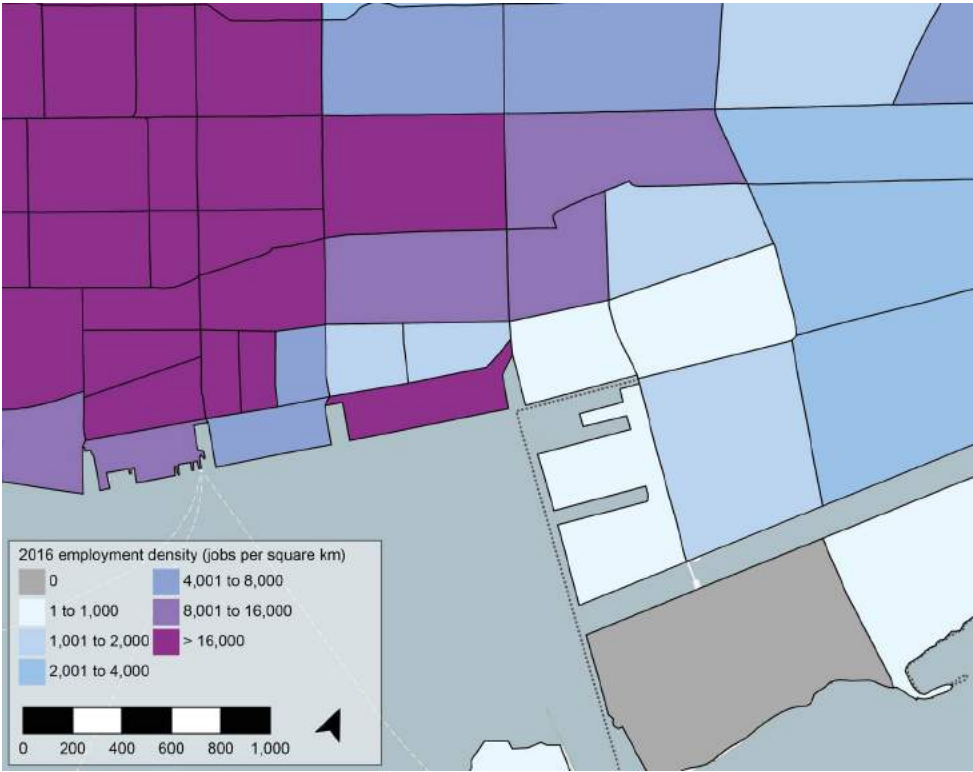 2016 employment density (jobs per square km)
0
4,001 to 8,000
1 to 1,000
8,001 to 16,000
1,001 to 2,000
> 16,000
2,001 to 4,000
0 200 400 600 800 1,000